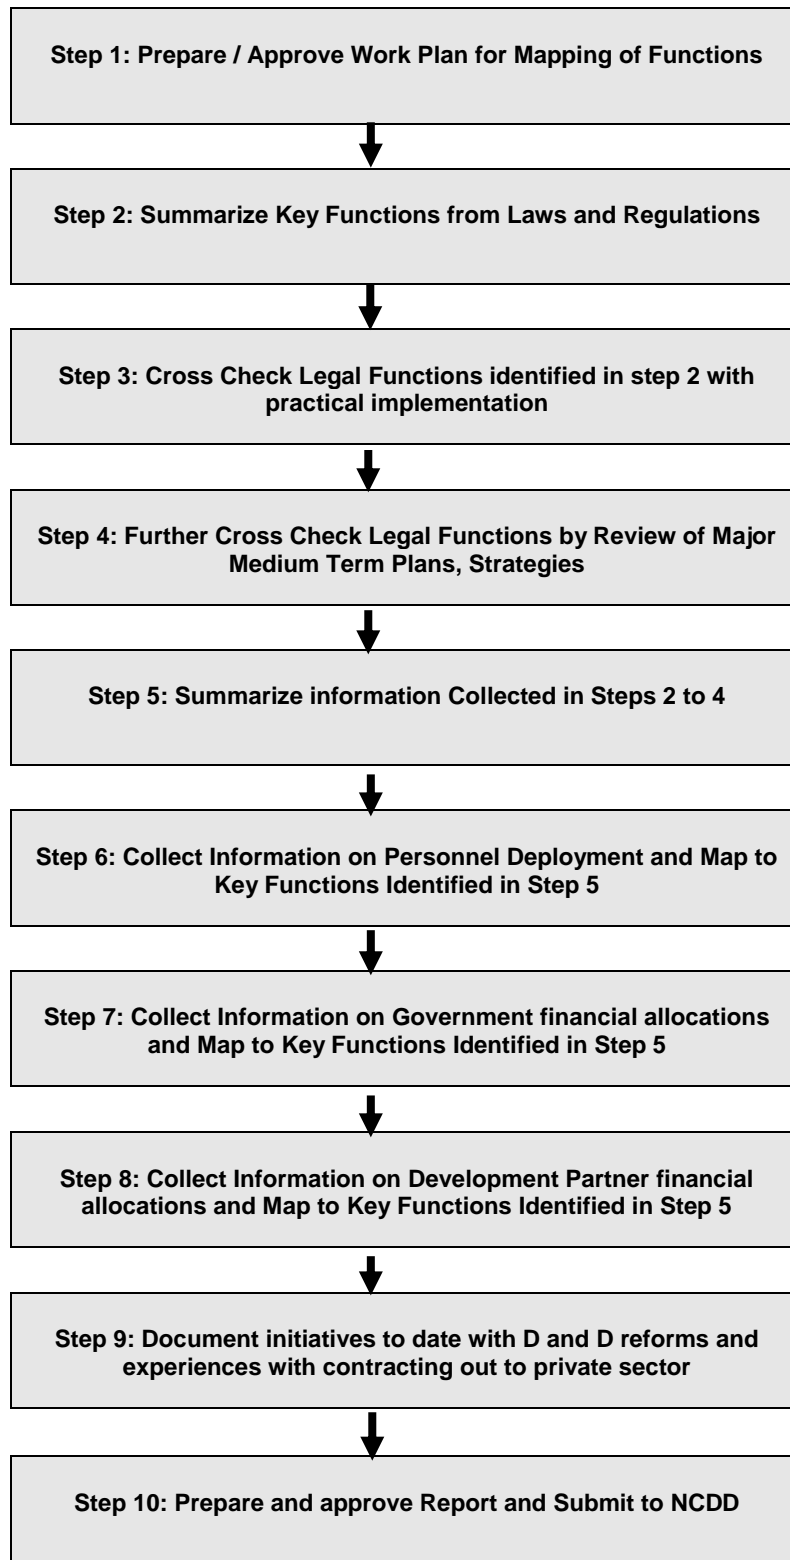 Step 1: Prepare / Approve Work Plan for Mapping of Functions
Step 2: Summarize Key Functions from Laws and Regulations
Step 3: Cross Check Legal Functions identified in step 2 with
practical implementation
Step 4: Further Cross Check Legal Functions by Review of Major
Medium Term Plans, Strategies
Step 5: Summarize information Collected in Steps 2 to 4
Step 6: Collect Information on Personnel Deployment and Map to
Key Functions Identified in Step 5
Step 7: Collect Information on Government financial allocations
and Map to Key Functions Identified in Step 5
Step 8: Collect Information on Development Partner financial
allocations and Map to Key Functions Identified in Step 5
Step 9: Document initiatives to date with D and D reforms and
experiences with contracting out to private sector
Step 10: Prepare and approve Report and Submit to NCDD